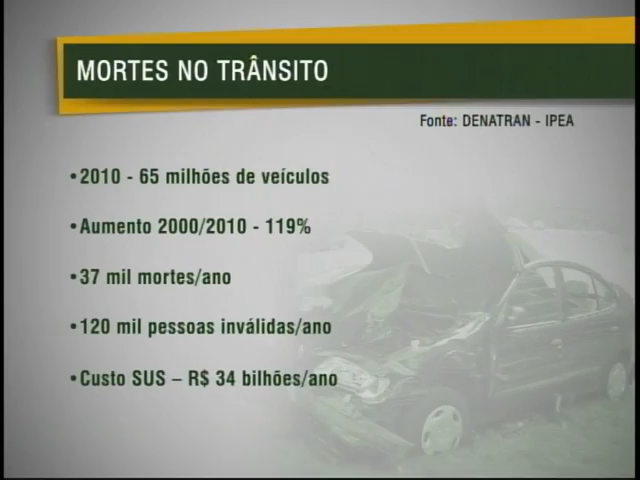 MORTES NO TRÂNSITO
Fonte: DENATRAN - IPEA
•2010 - 65 milhões de veículos
•Aumento 2000/2010 - 119%
•37 mil mortes/ano
•120 mil pessoas inválidas/ano
•Custo SUS – R$ 34 bilhões/ano